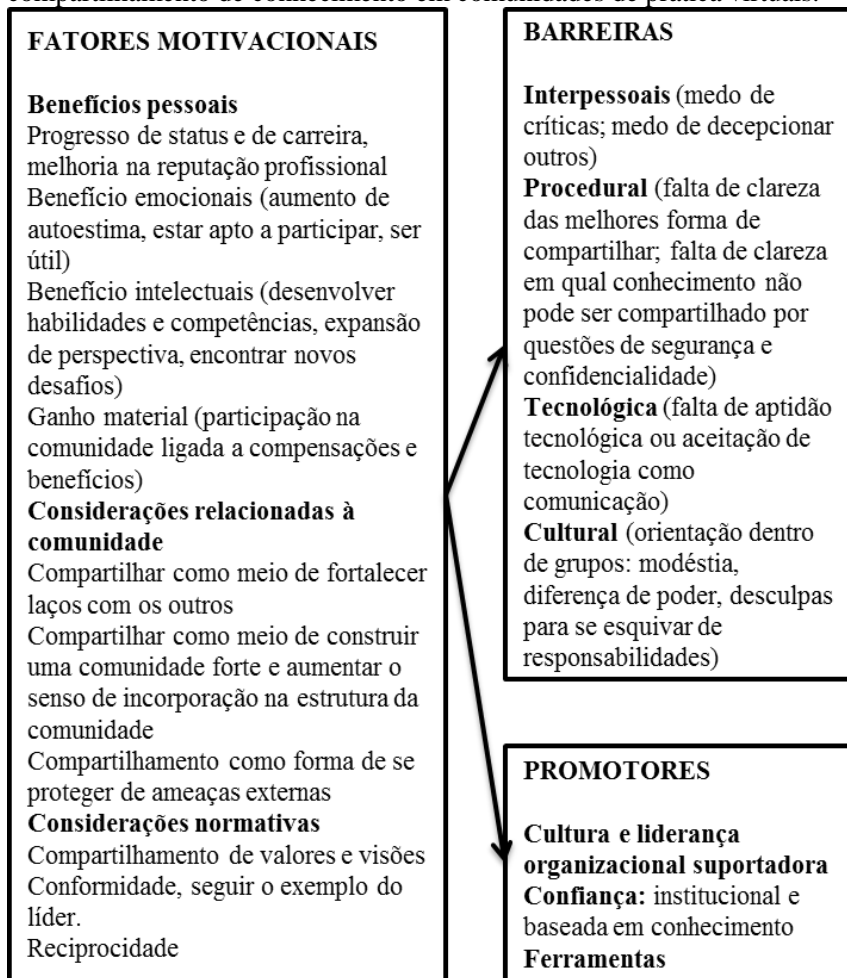 compartilhamento de conhecimento em comunidades de prática virtuais.
FATORES MOTIVACIONAIS
Benefícios pessoais
Progresso de status e de carreira,
melhoria na reputação profissional
Benefício emocionais (aumento de
autoestima, estar apto a participar, ser
útil)
Benefício intelectuais (desenvolver
habilidades e competências, expansão
de perspectiva, encontrar novos
desafios)
Ganho material (participação na
comunidade ligada a compensações e
benefícios)
Considerações relacionadas à
comunidade
Compartilhar como meio de fortalecer
laços com os outros
Compartilhar como meio de construir
uma comunidade forte e aumentar o
senso de incorporação na estrutura da
comunidade
Compartilhamento como forma de se
proteger de ameaças externas
Considerações normativas
Compartilhamento de valores e visões
Conformidade, seguir o exemplo do
líder.
Reciprocidade
BARREIRAS
Interpessoais (medo de
críticas; medo de decepcionar
outros)
Procedural (falta de clareza
das melhores forma de
compartilhar; falta de clareza
em qual conhecimento não
pode ser compartilhado por
questões de segurança e
confidencialidade)
Tecnológica (falta de aptidão
tecnológica ou aceitação de
tecnologia como
comunicação)
Cultural (orientação dentro
de grupos: modéstia,
diferença de poder, desculpas
para se esquivar de
responsabilidades)
PROMOTORES
Cultura e liderança
organizacional suportadora
Confiança: institucional e
baseada em conhecimento
Ferramentas